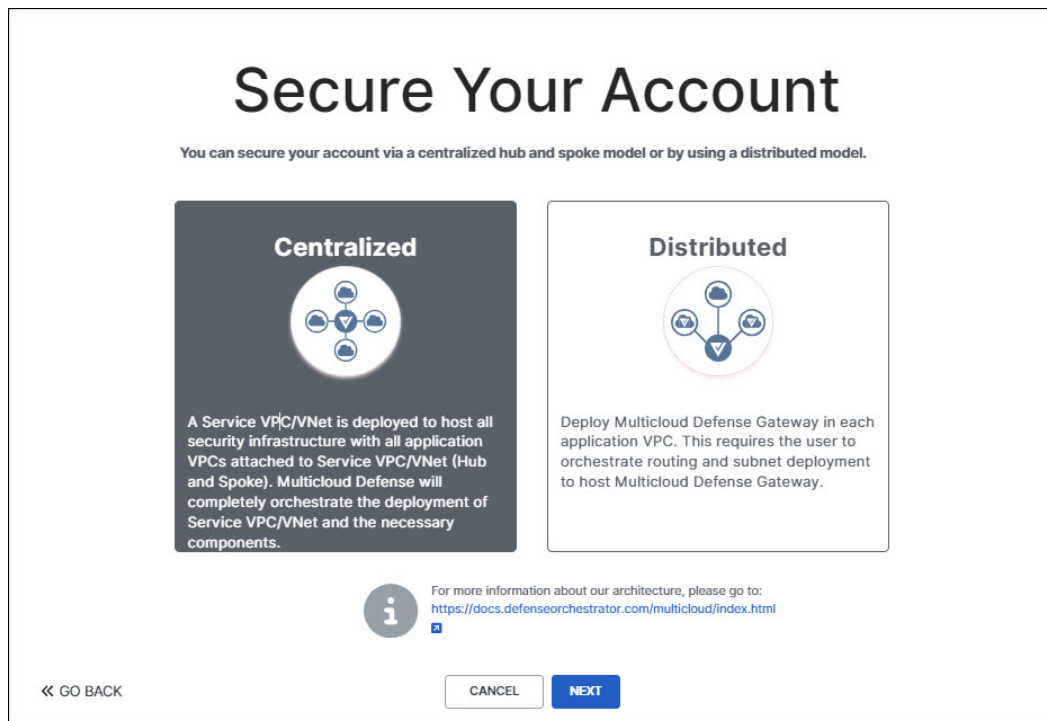 Secure Your Account
You can secure your account via a centralized hub and spoke model or by using a distributed model.
Centralized
A Service VPC/VNet is deployed to host all
security infrastructure with all application
VPCs attached to Service VPC/VNet (Hub
and Spoke). Multicloud Defense will
completely orchestrate the deployment of
Service VPC/VNet and the necessary
components.
Distributed
Deploy Multicloud Defense Gateway in each
application VPC. This requires the user to
orchestrate routing and subnet deployment
to host Multicloud Defense Gateway.
For more information about our architecture, please go to:
https://docs.defenseorchestrator.com/multicloud/index.html
GO BACK
CANCEL
NEXT